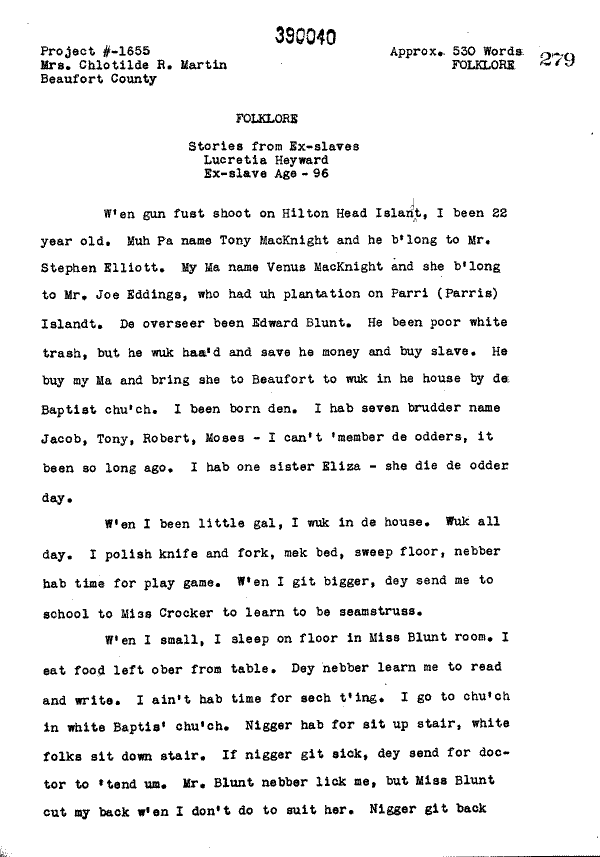 390040
Project #-1655 Approx. 530 Words 279
Mrs. Chlotilde R. Martin FOLKLORE
Beaufort County
FOLKLORE
Stories from Ex-slaves
Lucretia Heyward
Ex-slave Age - 96
W'en gun fust shoot on Hilton Head Islant, I been 22
year old. Muh Pa name Tony MacKnight and he b'long to Mr.
Stephen Elliott. My Ma name Venus MacKnight and she b'long
to Mr. Joe Eddings, who had uh plantation on Parri (Parris)
Islandt. De overseer been Edward Blunt. He been poor white
trash, but he wuk haa'd and save he money and buy slave. He
buy my Ma and bring she to Beaufort to wuk in he house by de
Baptist chu'ch. I been born den. I hab seven brudder name
Jacob, Tony, Robert, Moses - I can't 'member de odders, it
been so long ago. I hab one sister Eliza - she die de odder
day.
W'en I been little gal, I wuk in de house. Wuk all
day. I polish knife and fork, mek bed, sweep floor, nebber
hab time for play game. W'en I git bigger, dey send me to
school to Miss Crocker to learn to be seamstruss.
W'en I small, I sleep on floor in Miss Blunt room. I
eat food left ober from table. Dey nebber learn me to read
and write. I ain't hab time for sech t'ing. I go to chu'ch
in white Baptis' chu'ch. Nigger hab for sit up stair, white
folks sit down stair. If nigger git sick, dey send for doc-
tor to 'tend um. Mr. Blunt nebber lick me, but Miss Blunt
cut my back w'en I don't do to suit her. Nigger git back